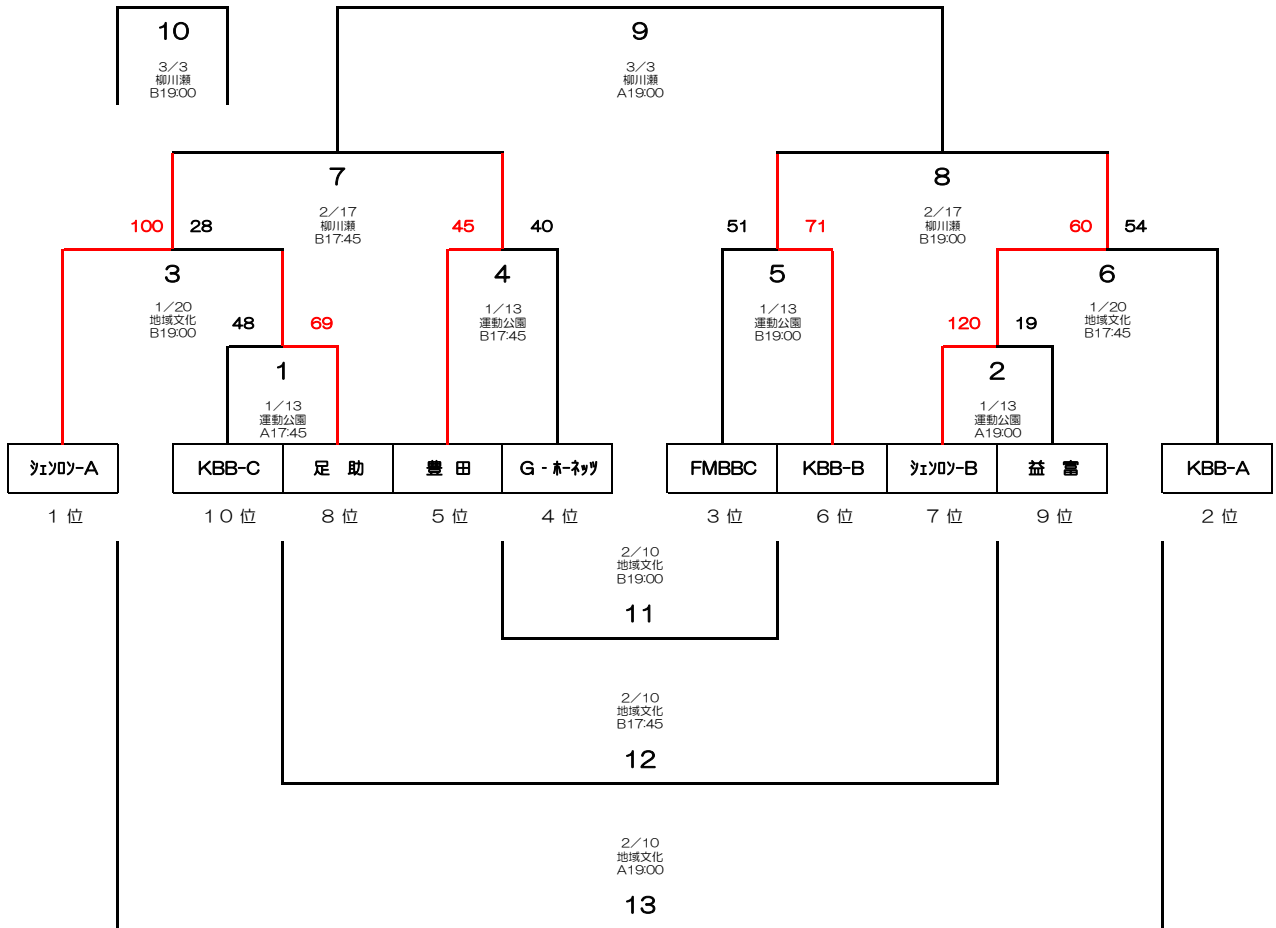 10
3/3
柳川瀬
B19:00
9
3/3
柳川瀬
A19:00
7
2/17
柳川瀬
B17:45
8
2/17
柳川瀬
B19:00
100 28
45 40
51 71
60 54
3
1/20
地域文化
B19:00
4
1/13
運動公園
B17:45
5
1/13
運動公園
B19:00
6
1/20
地域文化
B17:45
48 69
120 19
1
1/13
運動公園
A17:45
2
1/13
運動公園
A19:00
ｼｪﾝﾛﾝ-A KBB-C 足 助 豊 田 G - ﾎｰﾈｯﾂ FMBBC KBB-B ｼｪﾝﾛﾝ-B 益 富 KBB-A
1 位 10 位 8 位 5 位 4 位 3 位 6 位 7 位 9 位 2 位
2/10
地域文化
B19:00
11
2/10
地域文化
B17:45
12
2/10
地域文化
A19:00
13